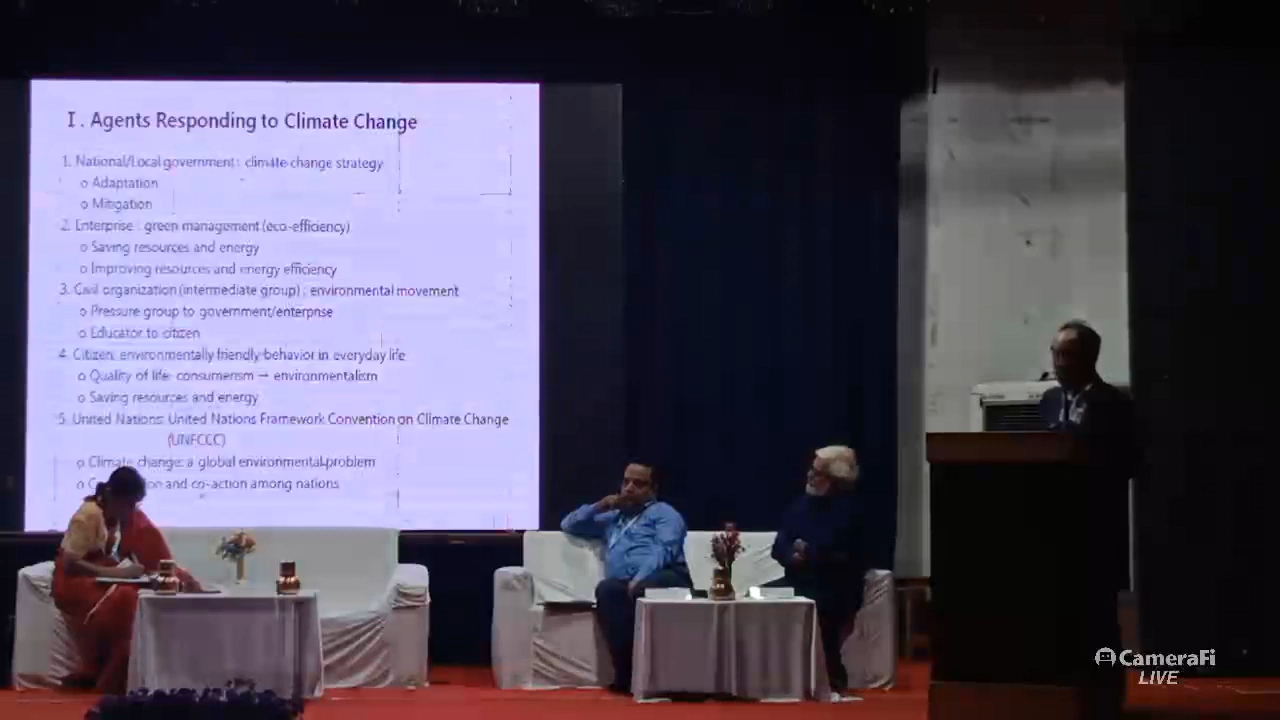 I. Agents Responding to Climate Change
1. National/Local government : climate change strategy
o Adaptation
o Mitigation
2. Enterprise : green management (eco-efficiency)
o Saving resources and energy
o Improving resources and energy efficiency
3. Civil organization (intermediate group) : environmental movement
o Pressure group to government/enterprise
o Educator to citizen
4. Citizen: environmentally friendly behavior in everyday life
o Quality of life: consumerism → environmentalism
o Saving resources and energy
5. United Nations: United Nations Framework Convention on Climate Change
(UNFCCC)
o Climate change: a global environmental problem
o and co-action among nations
CameraFi
LIVE